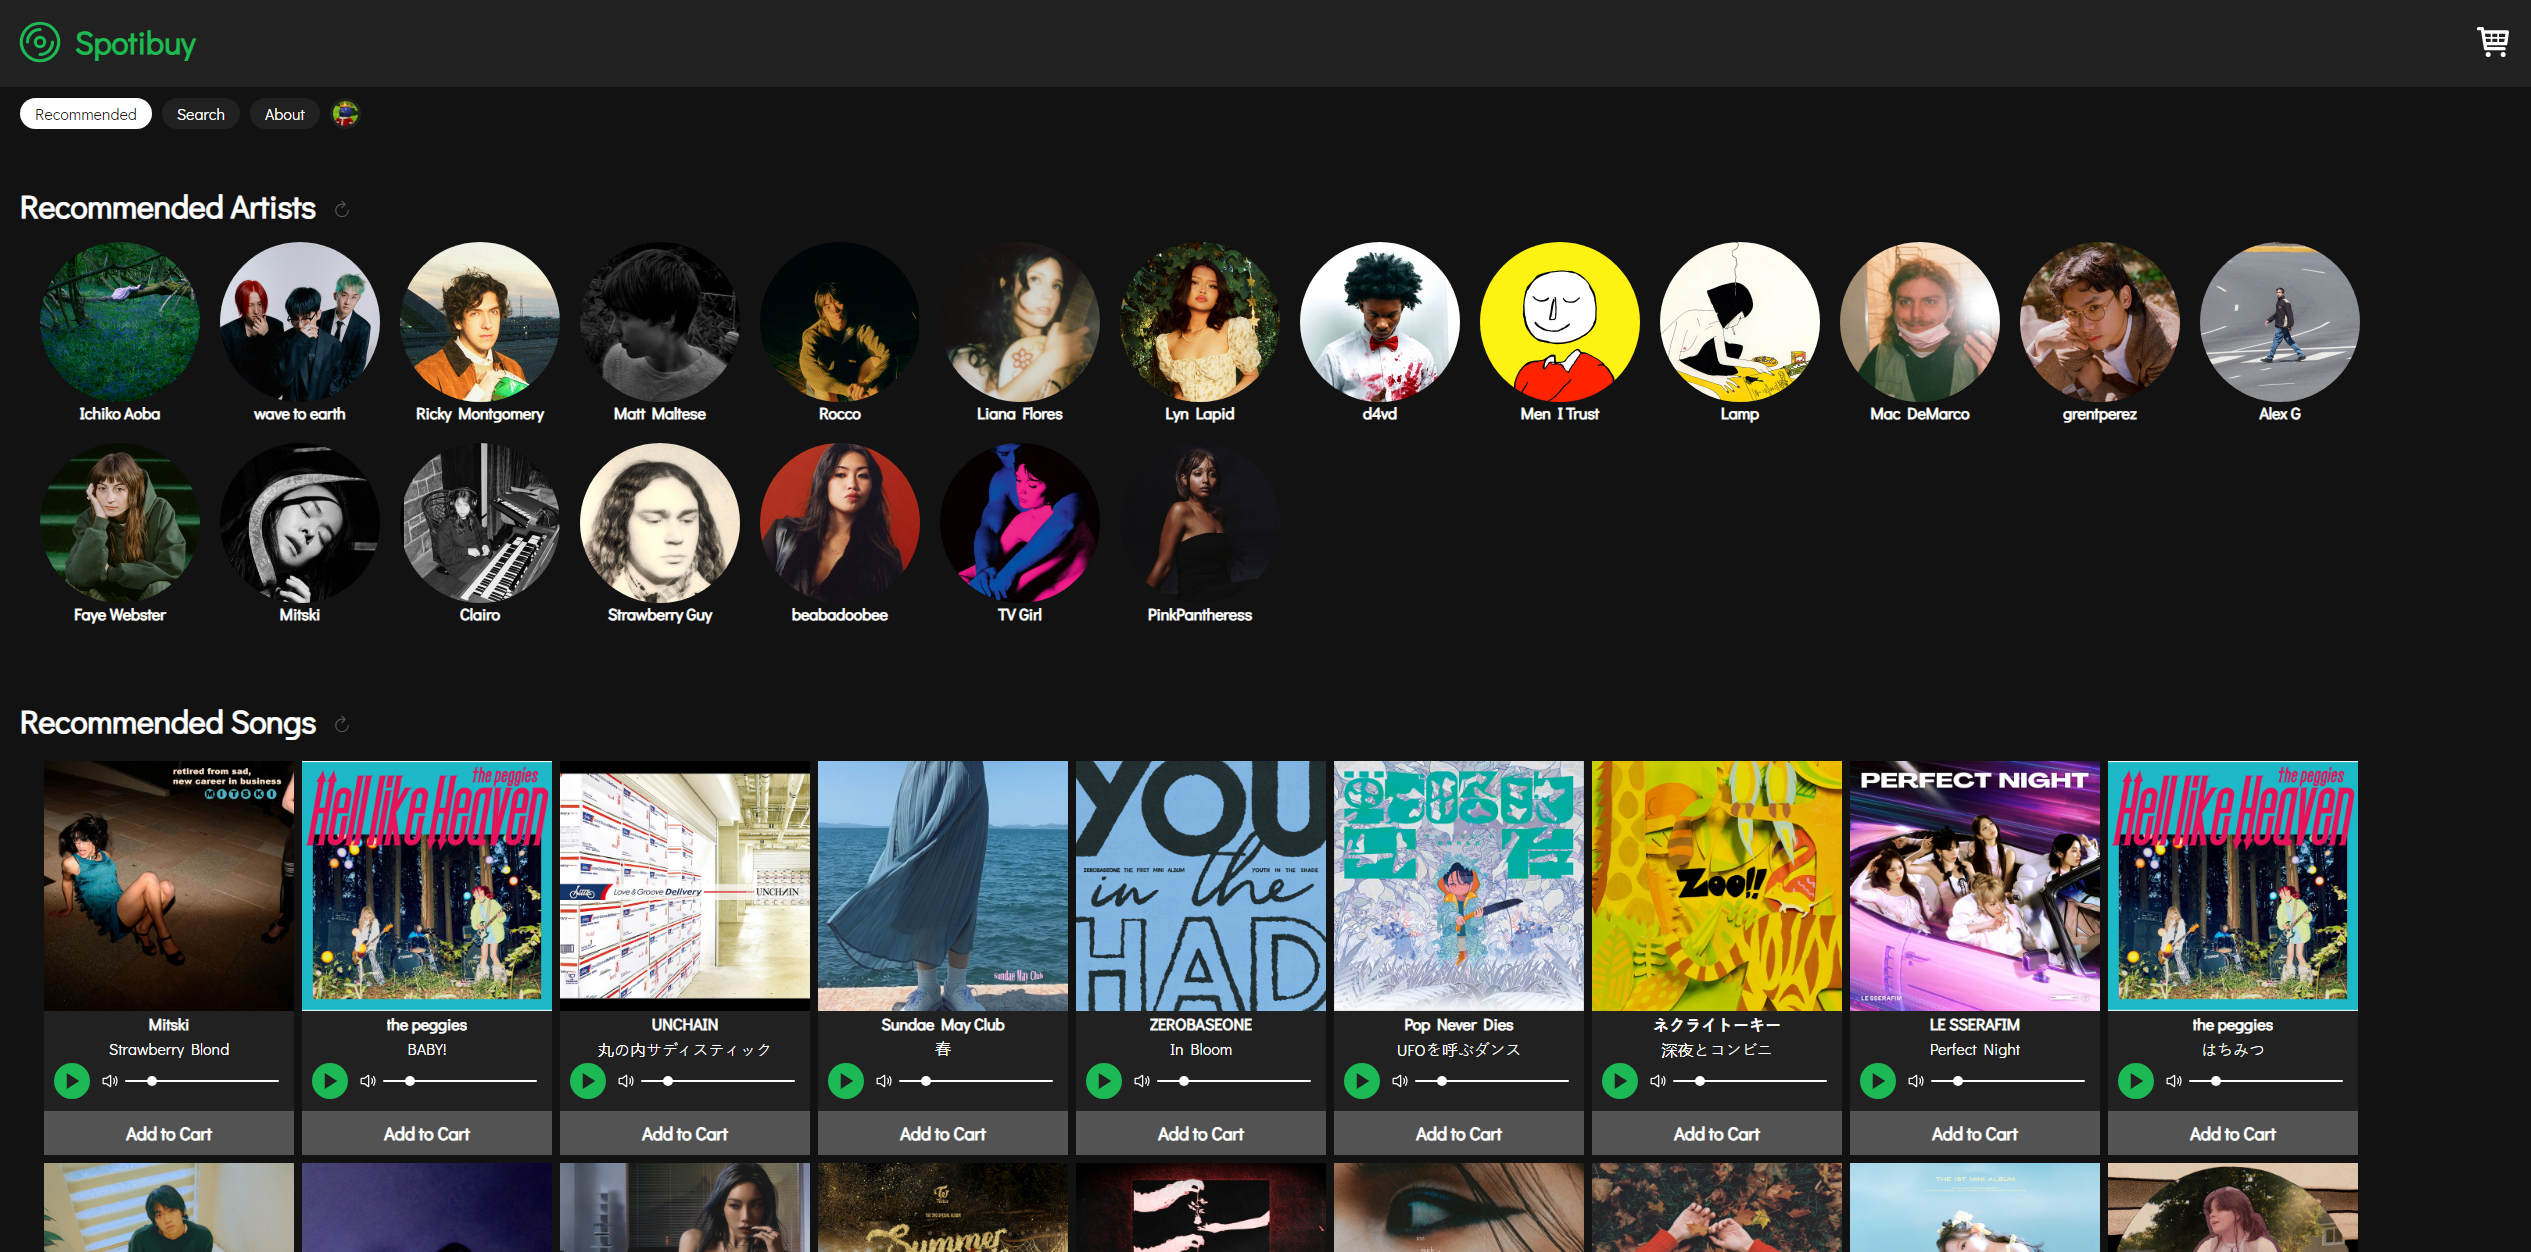 Spotibuy
Recommended
Search
About
Recommended Artists
Ichiko Aoba
wave to earth
Ricky Montgomery
Matt Maltese
Rocco
Liana Flores
Lyn Lapid
d4vd
Men I Trust
Lamp
Mac DeMarco
grentperez
Alex G
Faye Webster
Mitski
Clairo
Strawberry Guy
beabadoobee
TV Girl
PinkPantheress
Recommended Songs
retired from sad,
new career in business
MITSKI
the peggies
Hell like Heaven
Love & Groove Delivery
UNCHAIN
Sundae May Club
YOU
ZEROBASEONE THE FIRST MINI ALBUM
YOUTH IN THE SHADE
in the
HAD
Zoo!!
PERFECT NIGHT
LE SSERAFIM
the peggies
Hell like Heaven
Mitski
Strawberry Blond
Add to Cart
the peggies
BABY!
Add to Cart
UNCHAIN
丸の内サディスティック
Add to Cart
Sundae May Club
春
Add to Cart
ZEROBASEONE
In Bloom
Add to Cart
Pop Never Dies
UFOを呼ぶダンス
Add to Cart
ネクライトーキー
深夜とコンビニ
Add to Cart
LE SSERAFIM
Perfect Night
Add to Cart
the peggies
はちみつ
Add to Cart
THE 2ND SPECIAL ALBUM
Summer
THE 1ST MINI ALBUM